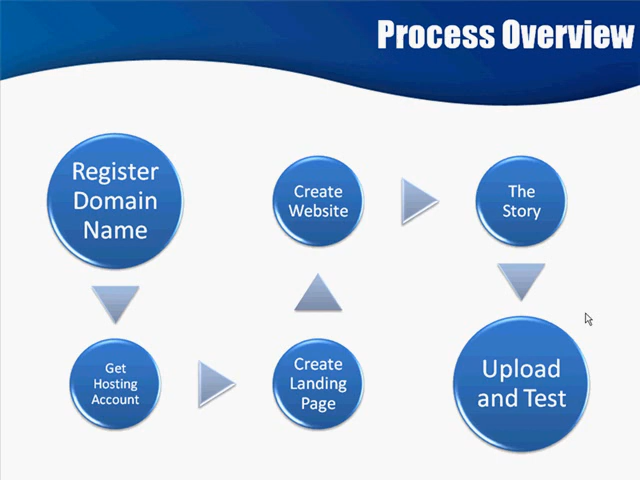 Process Overview
Register
Domain
Name
Get
Hosting
Account
Create
Landing
Page
Create
Website
The
Story
Upload
and Test